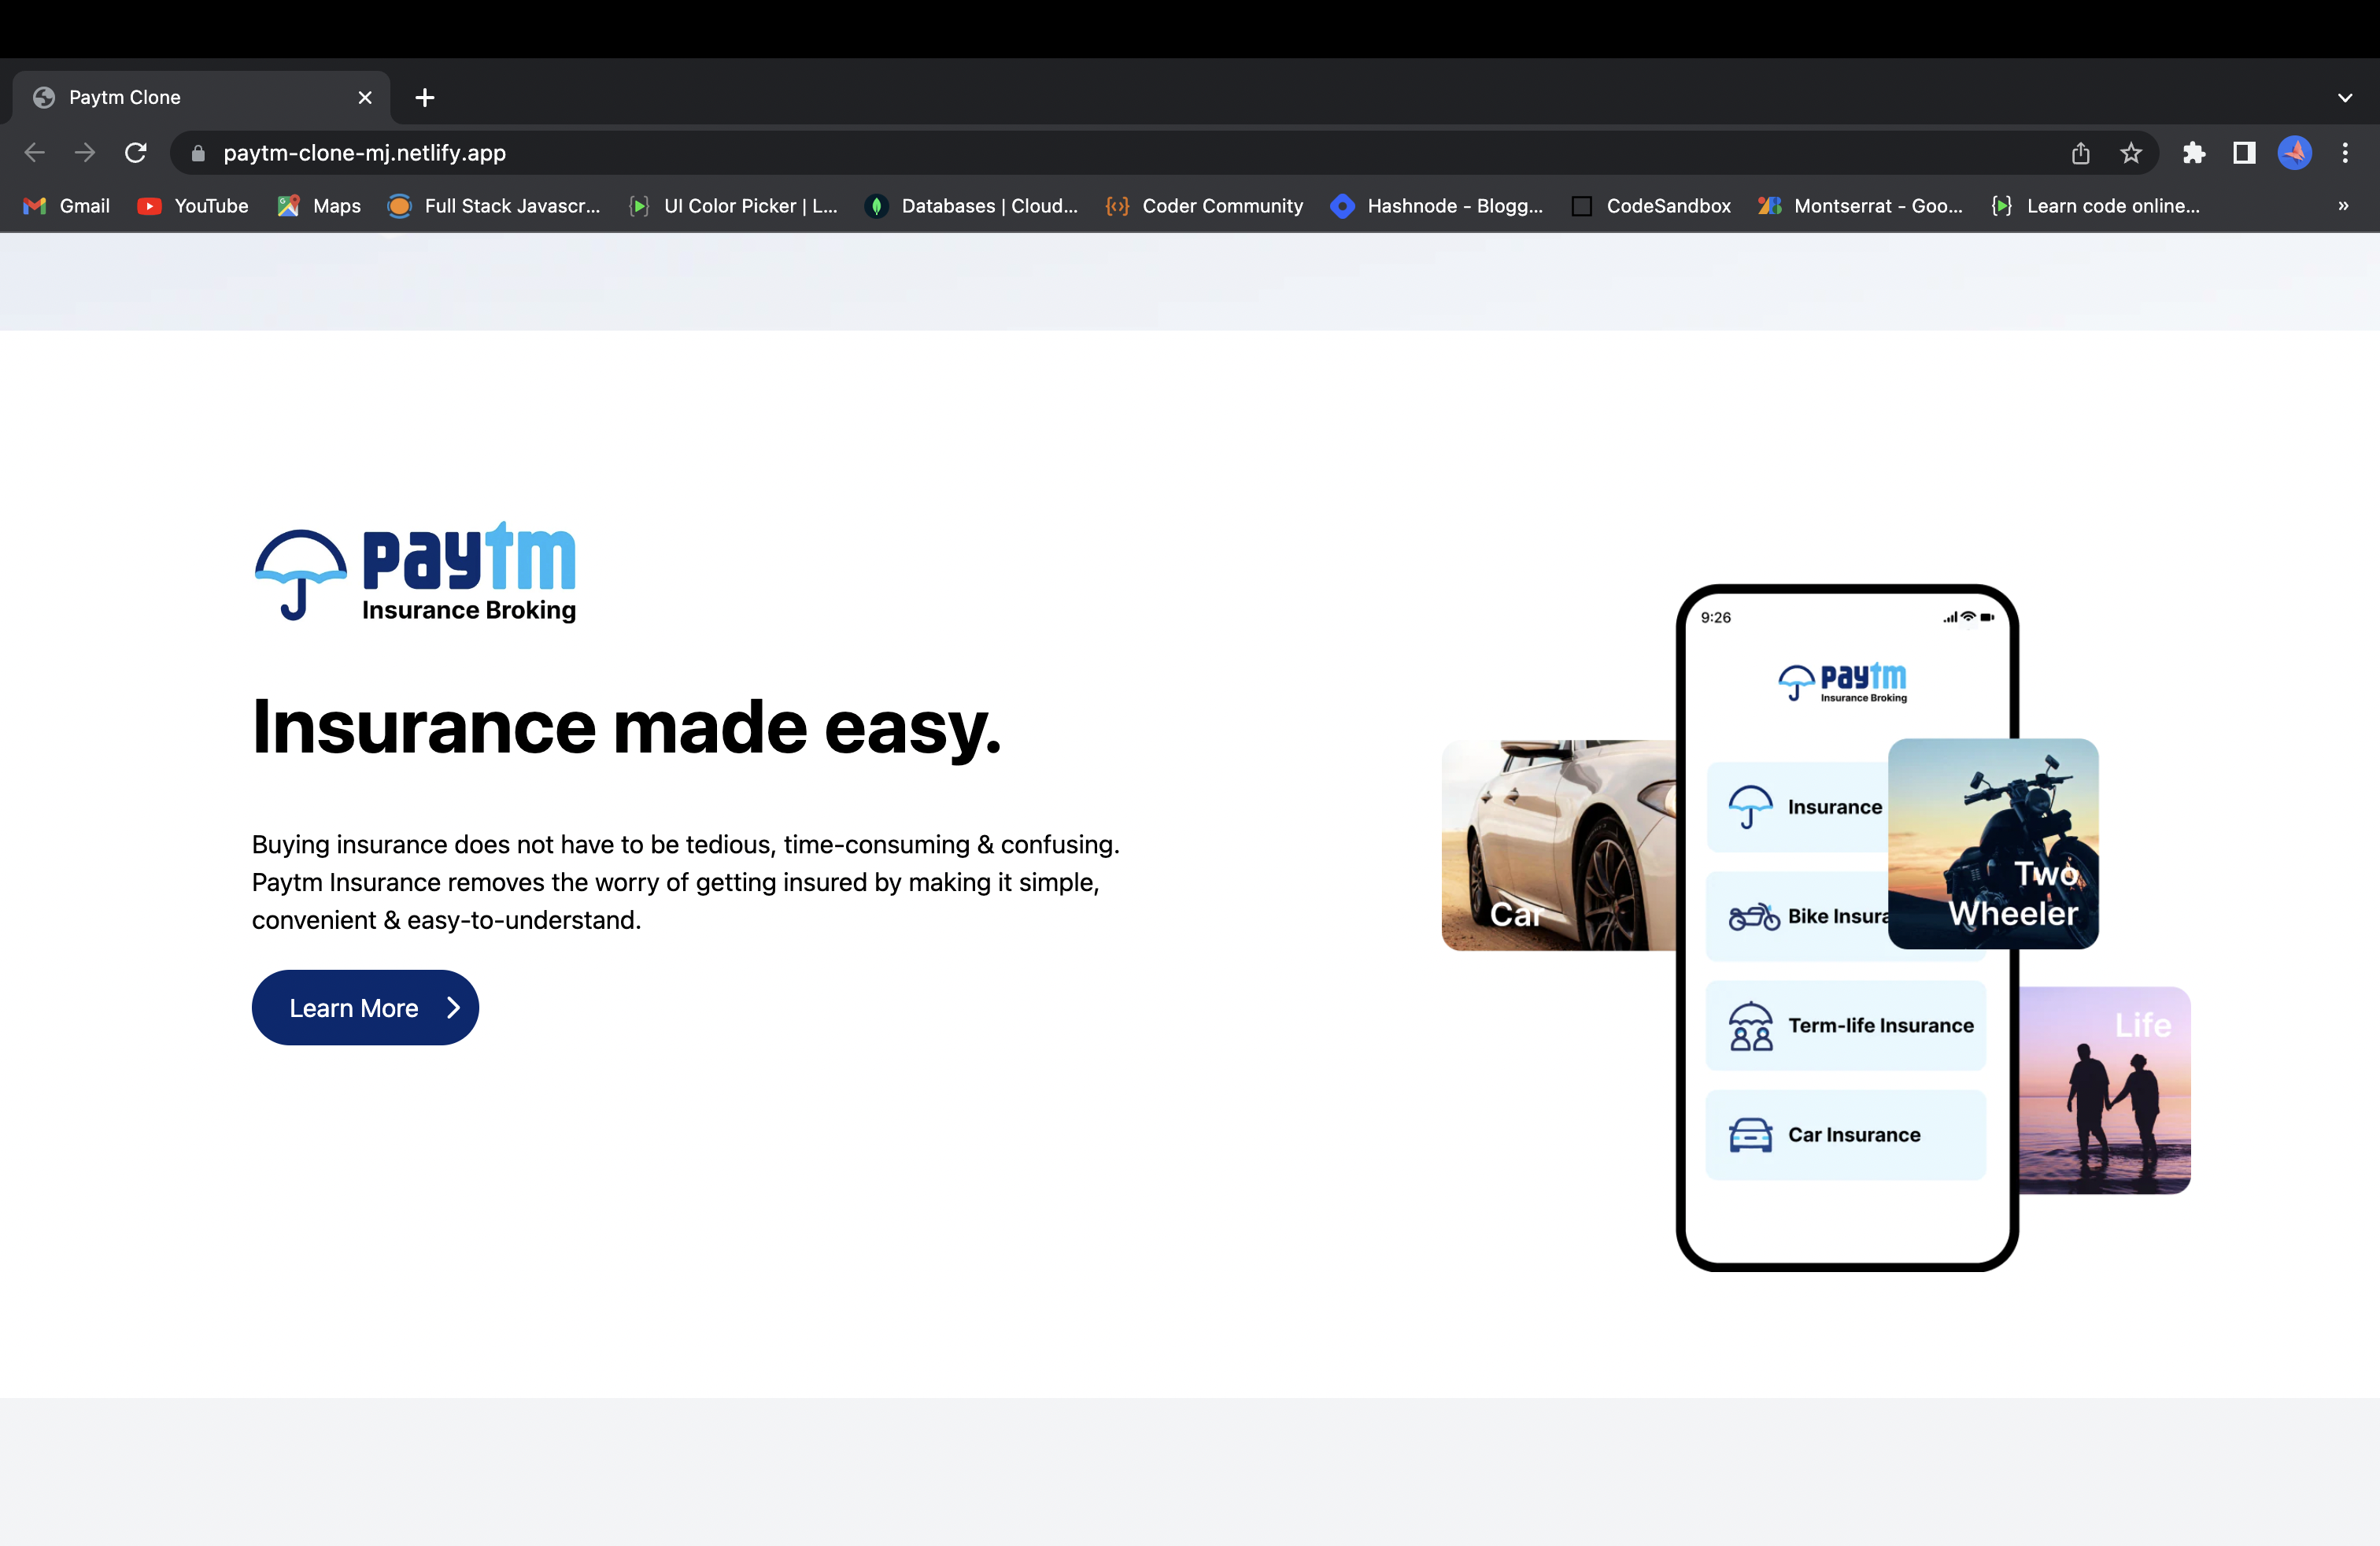 Paytm Clone
paytm-clone-mj.netlify.app
Gmail YouTube Maps Full Stack Javascr... UI Color Picker | L... Databases | Cloud... Coder Community Hashnode - Blogg... CodeSandbox Montserrat - Goo... Learn code online... »
paytm
Insurance Broking
Insurance made easy.
Buying insurance does not have to be tedious, time-consuming & confusing.
Paytm Insurance removes the worry of getting insured by making it simple,
convenient & easy-to-understand.
Learn More
9:26
paytm
Insurance Broking
Car
Insurance
Bike Insura
Two
Wheeler
Term-life Insurance
Life
Car Insurance